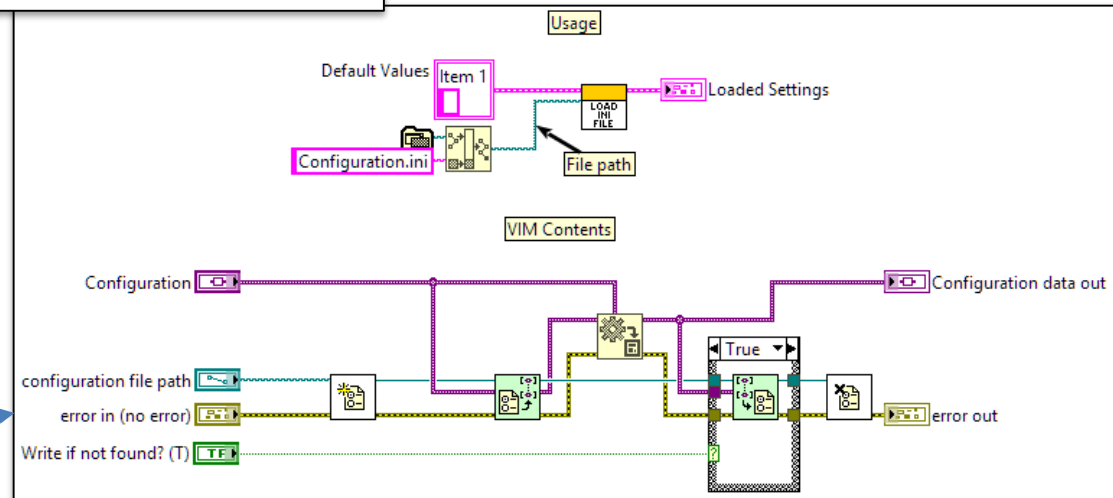 Usage
Default Values
Item 1
LOAD
INI
FILE
Loaded Settings
Configuration.ini
File path
VIM Contents
Configuration
Configuration data out
True
configuration file path
error in (no error)
error out
Write if not found? (T)
TF
?